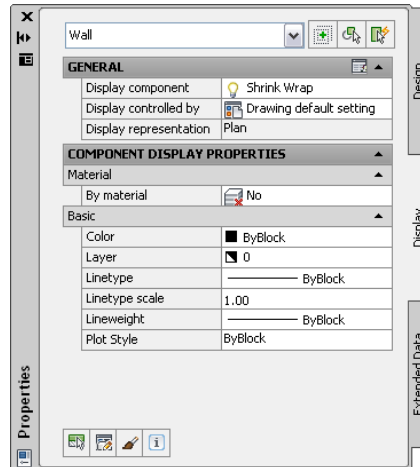 Wall
GENERAL
Display component Shrink Wrap
Display controlled by Drawing default setting
Display representation Plan
COMPONENT DISPLAY PROPERTIES
Material
By material No
Basic
Color ByBlock
Layer 0
Linetype ByBlock
Linetype scale 1.00
Lineweight ByBlock
Plot Style ByBlock
Properties
Design
Display
Extended Data